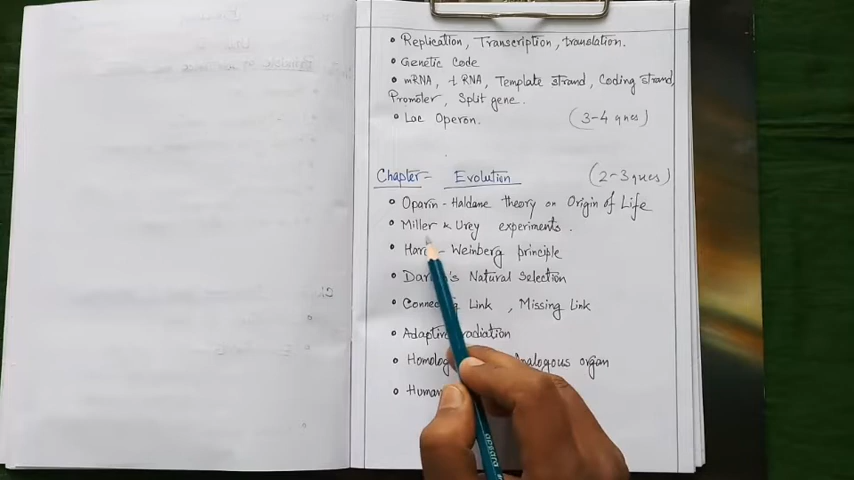 • Replication, Transcription, Translation.
• Genetic Code
• mRNA, tRNA, Template strand, Coding strand,
Promoter, Split gene.
• Lac Operon. (3-4 ques)
Chapter - Evolution (2-3 ques)
• Oparin - Haldane theory on Origin of Life
• Miller & Urey experiments.
• - Weinberg principle
• Natural Selection
• Link, Missing Link
• Adaptive radiation
• Analogous organ
• Human